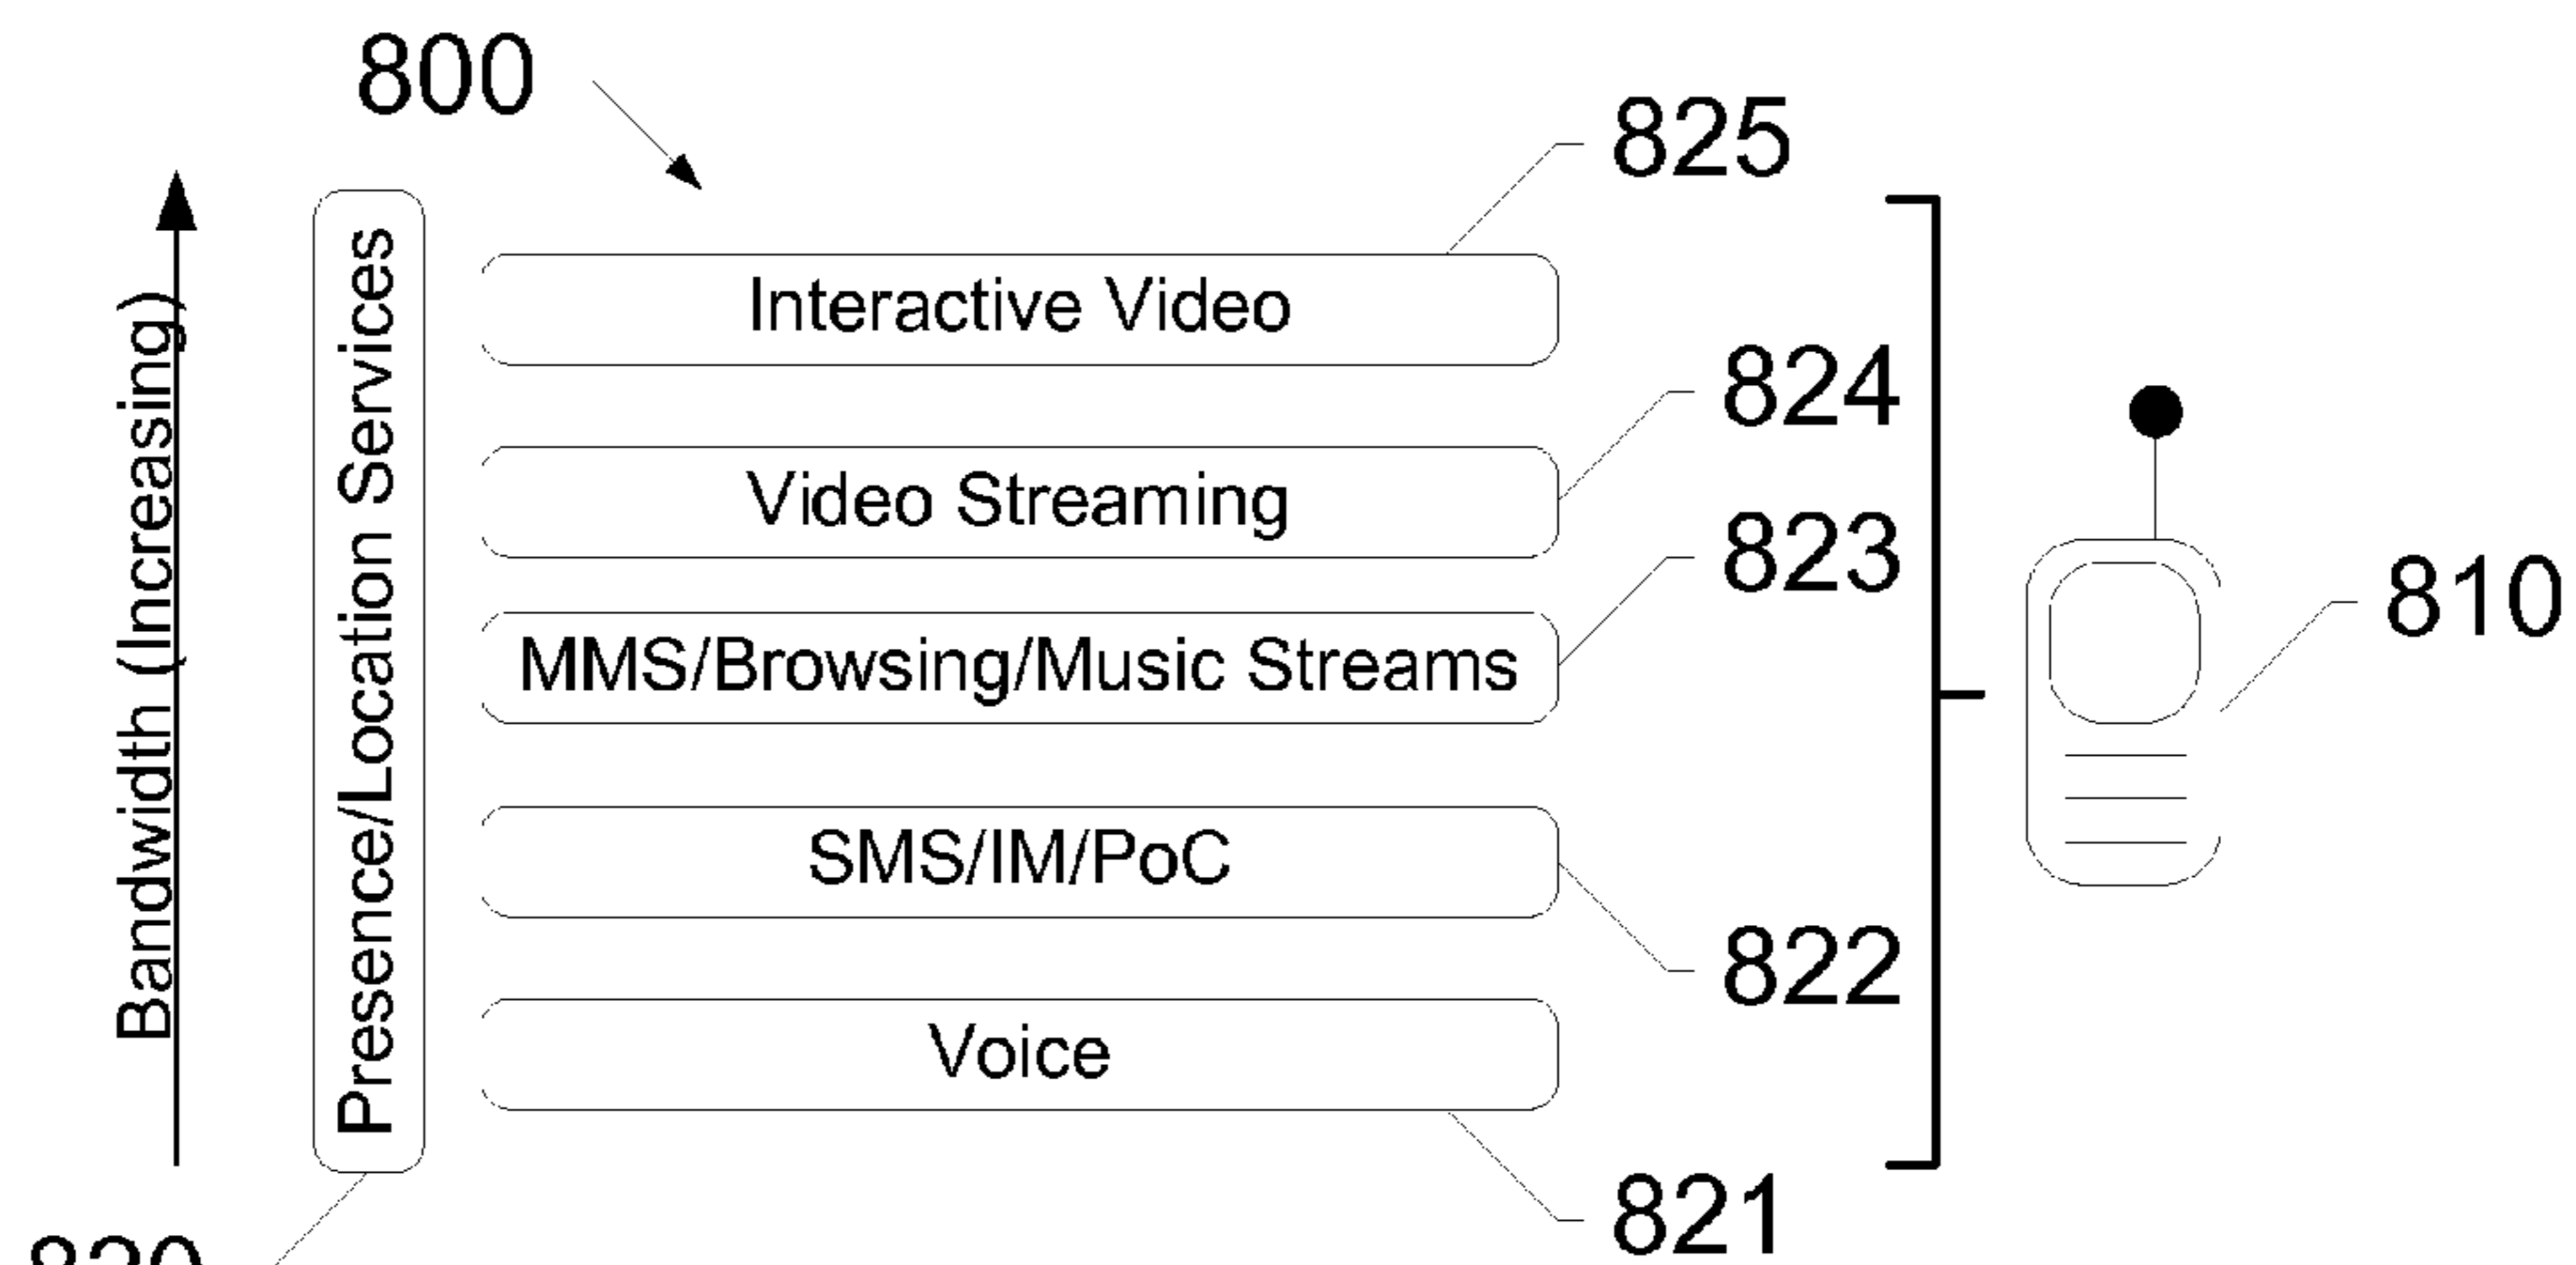 800
825
Interactive Video
824
Video Streaming
823
MMS/Browsing/Music Streams
810
SMS/IM/PoC
822
Voice
821
Bandwidth (Increasing)
Presence/Location Services